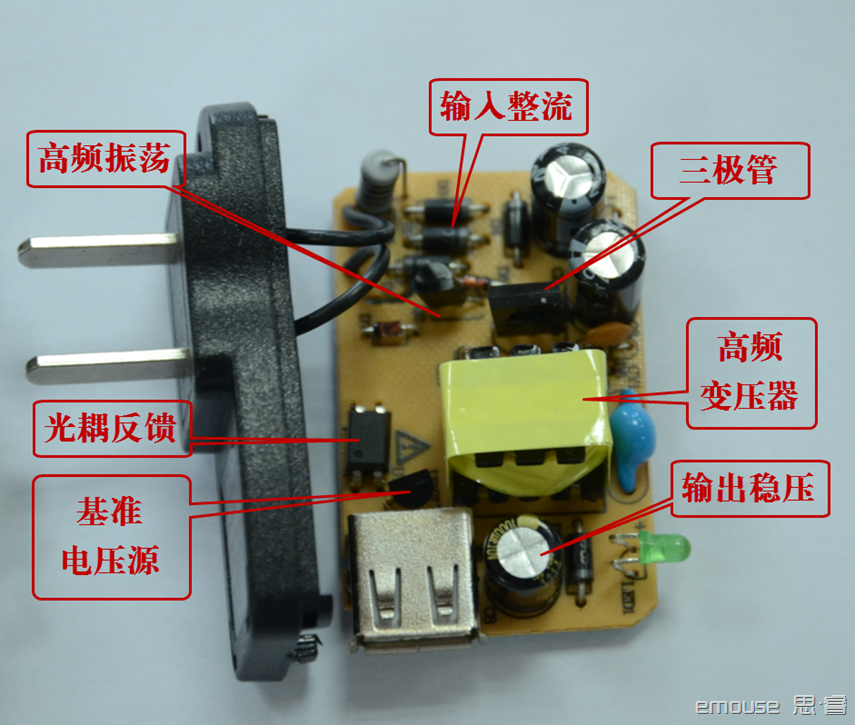 输入整流
高频振荡
三极管
高频
变压器
光耦反馈
输出稳压
基准
电压源
emouse 思睿